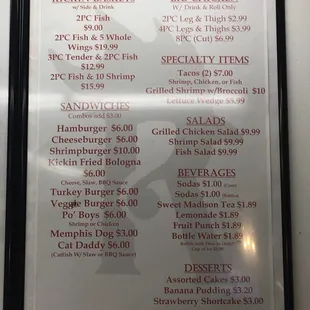 w/ Side & Drink
2PC Fish
$9.00
2PC Fish & 5 Whole
Wings $19.99
3PC Tender & 2PC Fish
$12.99
2PC Fish & 10 Shrimp
$15.99
SANDWICHES
Combos add $3.00
Hamburger $6.00
Cheeseburger $6.00
Shrimpburger $10.00
Kickin Fried Bologna
$6.00
Cheese, Slaw, BBQ Sauce
Turkey Burger $6.00
Veggie Burger $6.00
Po' Boys $6.00
Shrimp or Chicken
Memphis Dog $3.00
Cat Daddy $6.00
(Catfish W/ Slaw or BBQ Sauce)
W/ Drink & Roll Only
2PC Leg & Thigh $2.99
4PC Legs & Thighs $3.99
8PC (Cut) $6.99
SPECIALTY ITEMS
Tacos (2) $7.00
Shrimp, Chicken, or Fish
Grilled Shrimp w/Broccoli $10
Lettuce Wedge $5.99
SALADS
Grilled Chicken Salad $9.99
Shrimp Salad $9.99
Fish Salad $9.99
BEVERAGES
Sodas $1.00
Sodas $1.00
Sweet Madison Tea $1.89
Lemonade $1.89
Fruit Punch $1.89
Bottle Water $1.89
DESSERTS
Assorted Cakes $3.00
Banana Pudding $3.20
Strawberry Shortcake $3.00